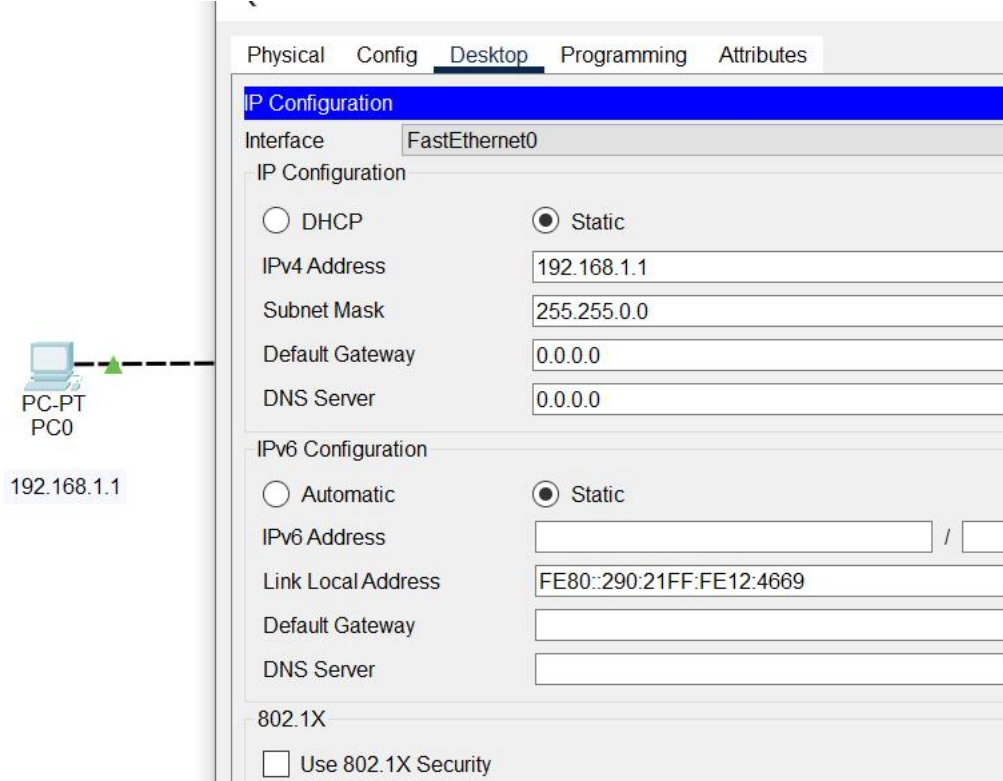 Physical Config Desktop Programming Attributes
IP Configuration
Interface FastEthernet0
IP Configuration
DHCP Static
IPv4 Address 192.168.1.1
Subnet Mask 255.255.0.0
Default Gateway 0.0.0.0
DNS Server 0.0.0.0
IPv6 Configuration
Automatic Static
IPv6 Address /
Link Local Address FE80::290:21FF:FE12:4669
Default Gateway
DNS Server
802.1X
Use 802.1X Security
PC-PT
PC0
192.168.1.1